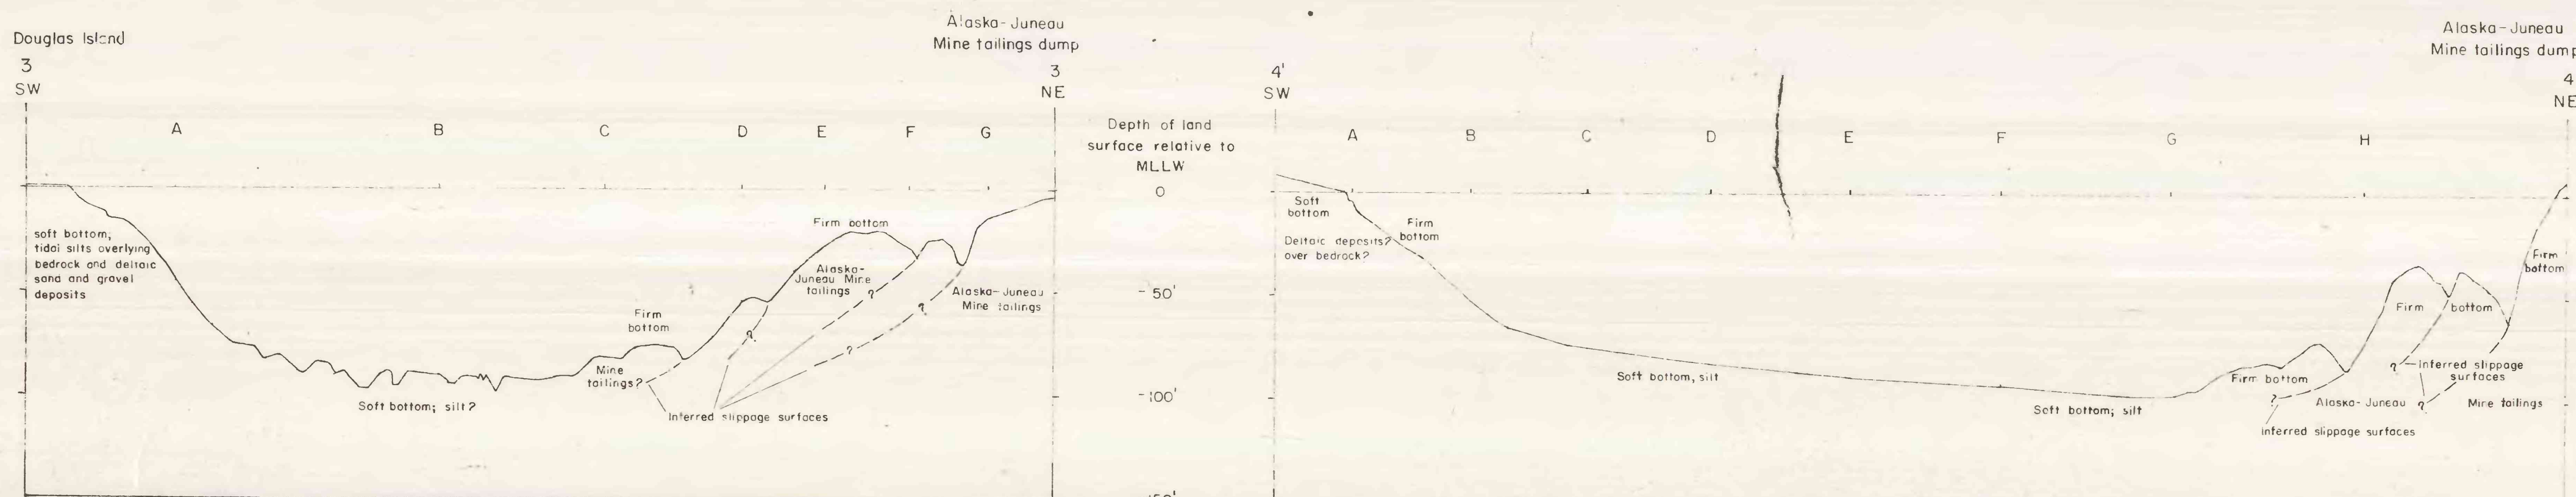 Douglas Island
3
SW
Alaska-Juneau
Mine tailings dump
3
NE
A
B
C
D
E
F
G
soft bottom,
tidal silts overlying
bedrock and deltaic
sand and gravel
deposits
Soft bottom; silt?
Firm
bottom
Mine
tailings?
Inferred slippage surfaces
?
Firm bottom
Alaska-
Juneau Mine
tailings
?
?
?
Alaska-Juneau
Mine tailings
Depth of land
surface relative to
MLLW
0
-50'
-100'
4'
SW
Alaska-Juneau
Mine tailings dump
4
NE
A
B
C
D
E
F
G
H
Soft
bottom
Deltaic deposits?
over bedrock?
Firm
bottom
Soft bottom, silt
Soft bottom; silt
Firm bottom
?
Inferred slippage surfaces
Alaska-Juneau
?
Mine tailings
Firm
bottom
?
Inferred slippage
surfaces
Firm
bottom